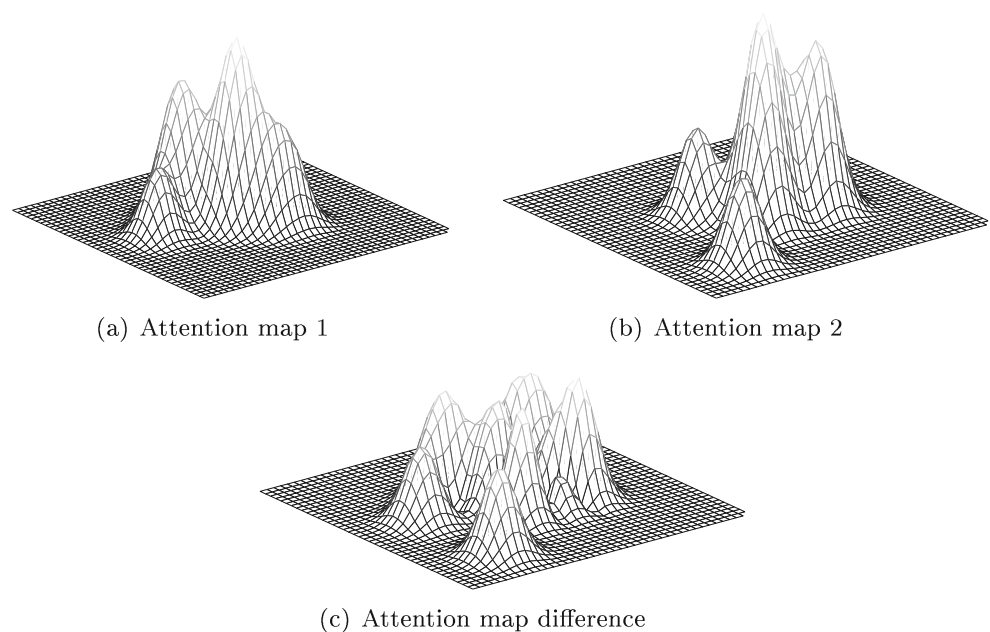 (a) Attention map 1
(b) Attention map 2
(c) Attention map difference